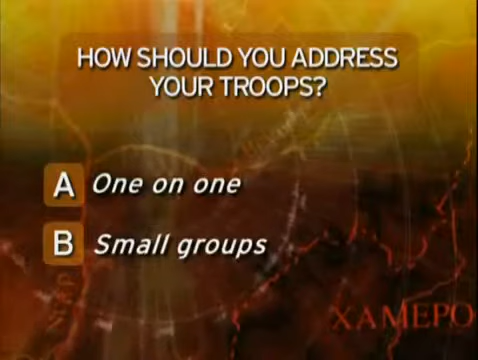 HOW SHOULD YOU ADDRESS
YOUR TROOPS?
A One on one
B Small groups
XAMEPO